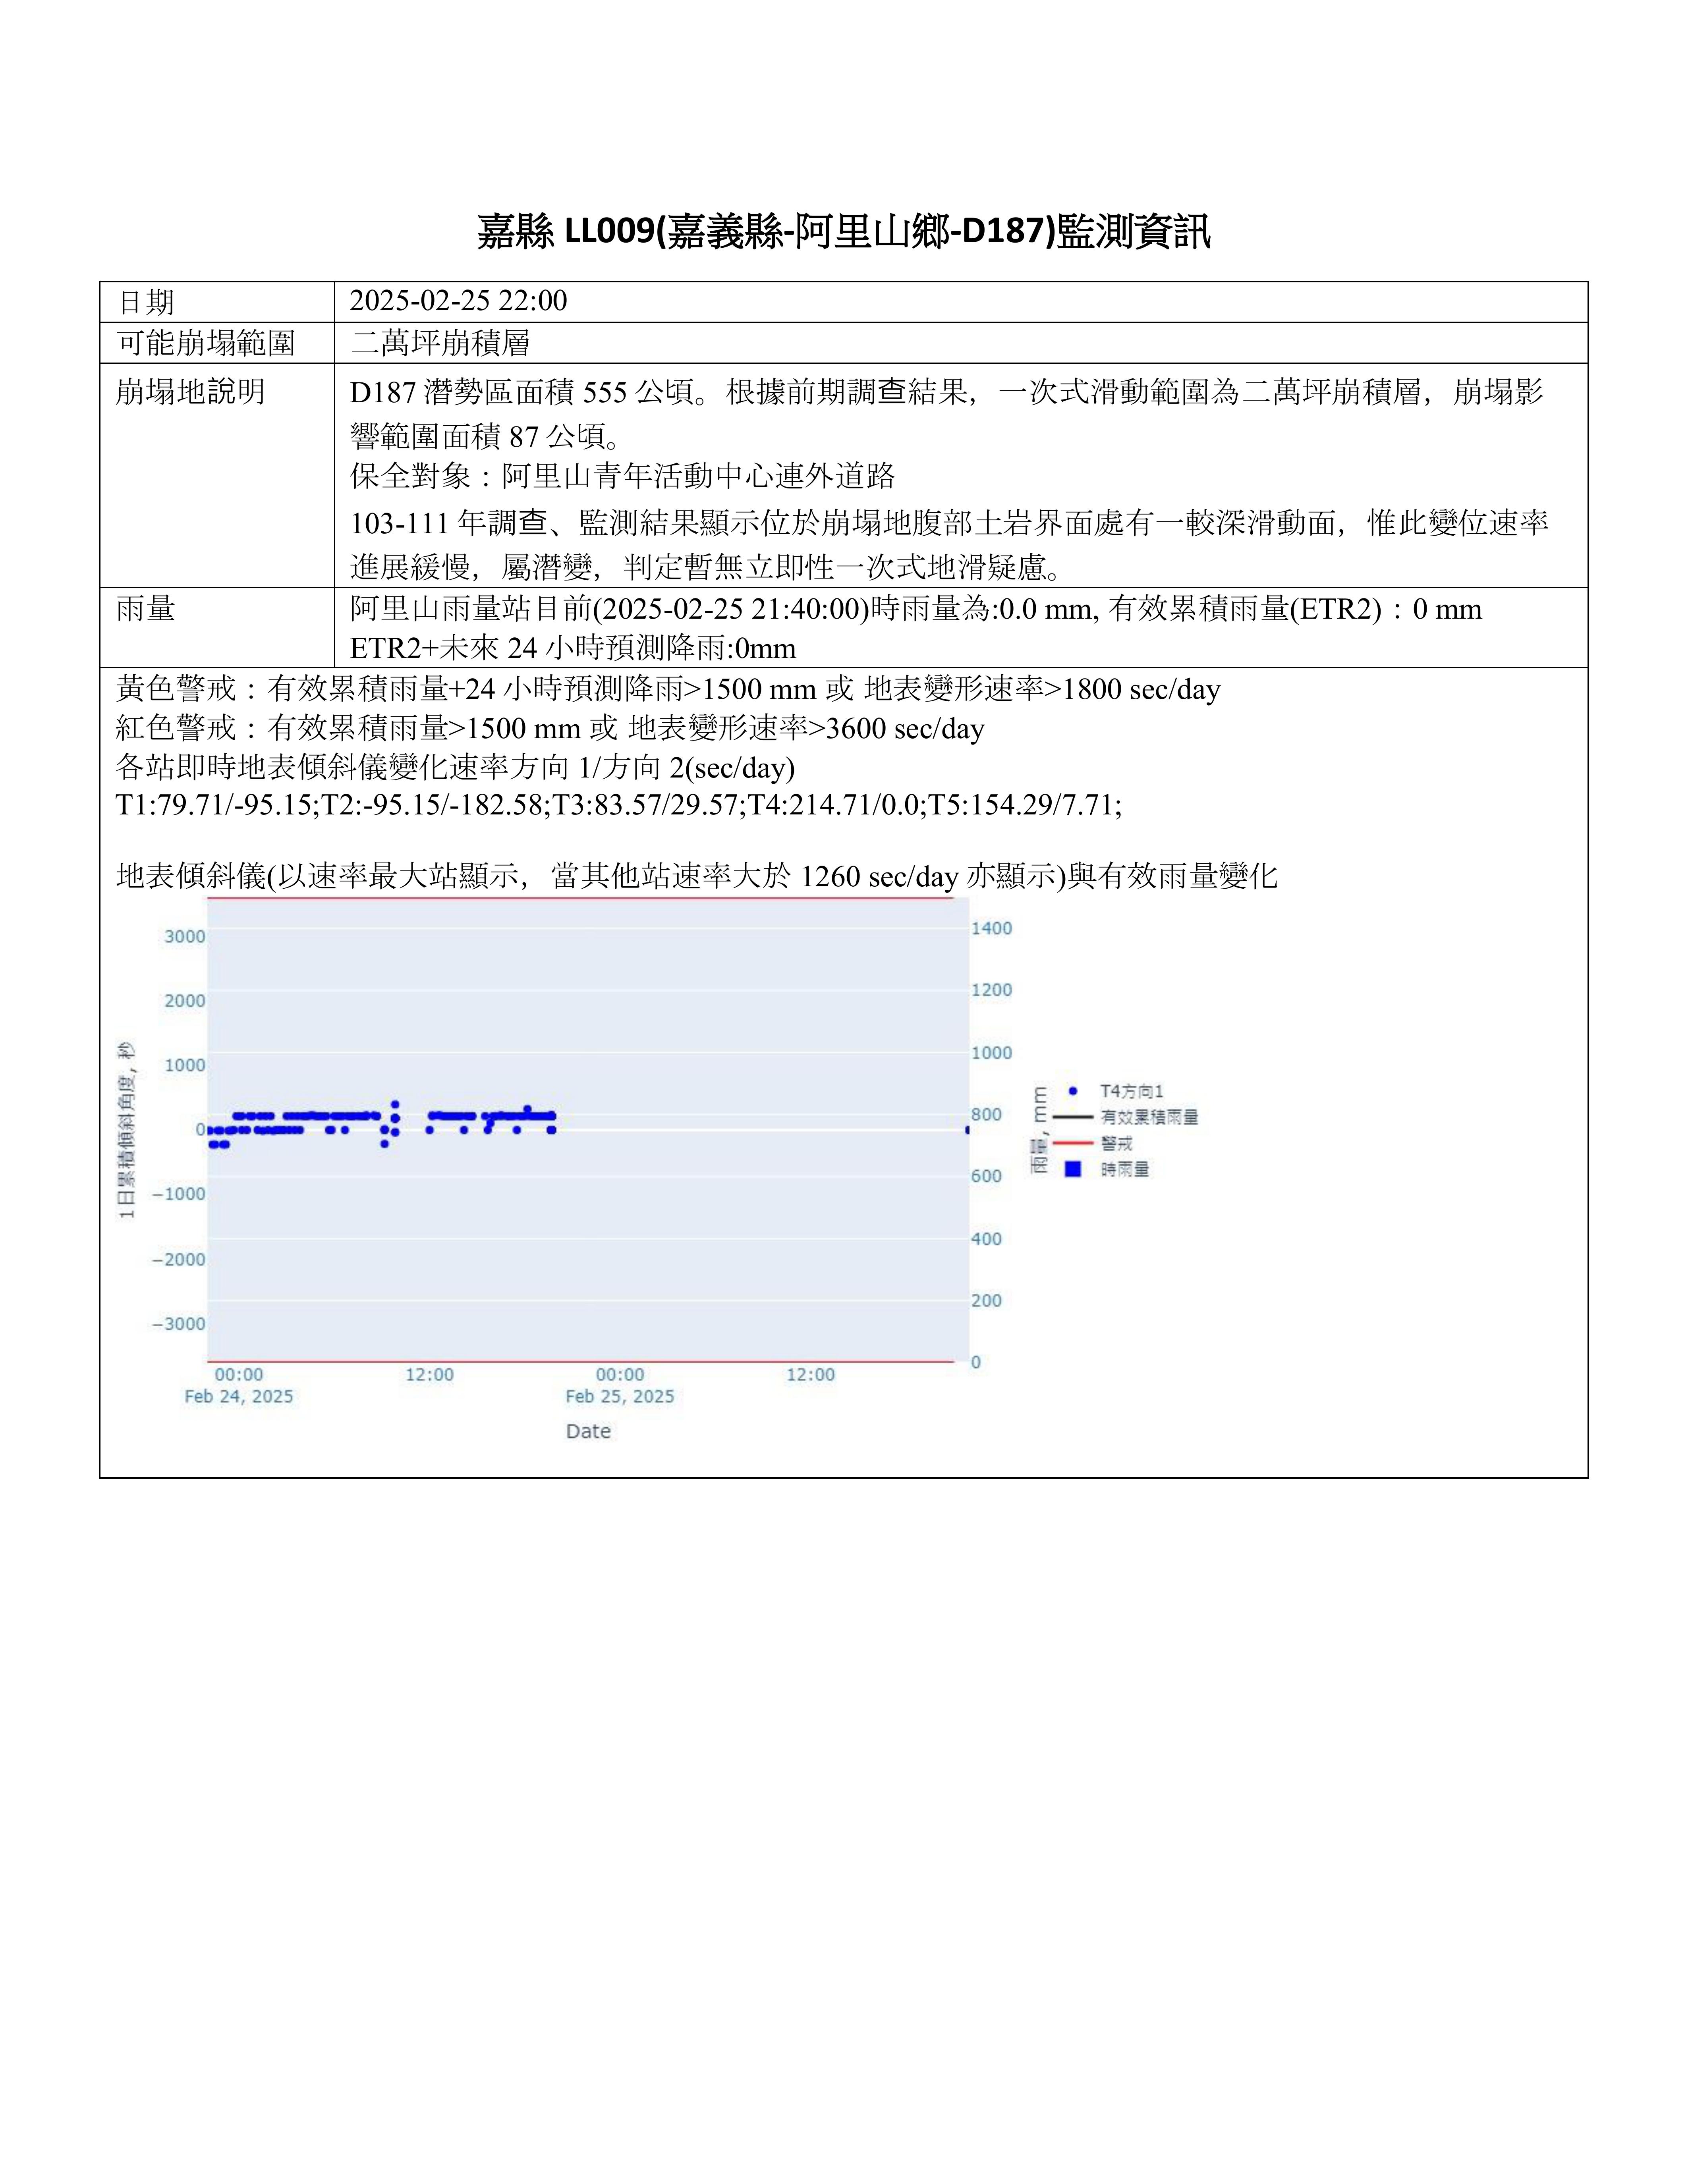 嘉縣 LL009(嘉義縣-阿里山鄉-D187)監測資訊
日期 2025-02-25 22:00
可能崩塌範圍 二萬坪崩積層
崩塌地說明 D187 潛勢區面積 555 公頃。根據前期調查結果，一次式滑動範圍為二萬坪崩積層，崩塌影
響範圍面積 87 公頃。
保全對象：阿里山青年活動中心連外道路
103-111 年調查、監測結果顯示位於崩塌地腹部土岩界面處有一較深滑動面，惟此變位速率
進展緩慢，屬潛變，判定暫無立即性一次式地滑疑慮。
雨量 阿里山雨量站目前(2025-02-25 21:40:00)時雨量為:0.0 mm, 有效累積雨量(ETR2)：0 mm
ETR2+未來 24 小時預測降雨:0mm
黃色警戒：有效累積雨量+24 小時預測降雨>1500 mm 或 地表變形速率>1800 sec/day
紅色警戒：有效累積雨量>1500 mm 或 地表變形速率>3600 sec/day
各站即時地表傾斜儀變化速率方向 1/方向 2(sec/day)
T1:79.71/-95.15;T2:-95.15/-182.58;T3:83.57/29.57;T4:214.71/0.0;T5:154.29/7.71;
地表傾斜儀(以速率最大站顯示，當其他站速率大於 1260 sec/day 亦顯示)與有效雨量變化
1日累積傾斜角度, 秒
3000
2000
1000
0
−1000
−2000
−3000
1400
1200
1000
800
600
400
200
0
雨量, mm
T4方向1
有效累積雨量
警戒
時雨量
00:00 12:00 00:00 12:00
Feb 24, 2025 Feb 25, 2025
Date